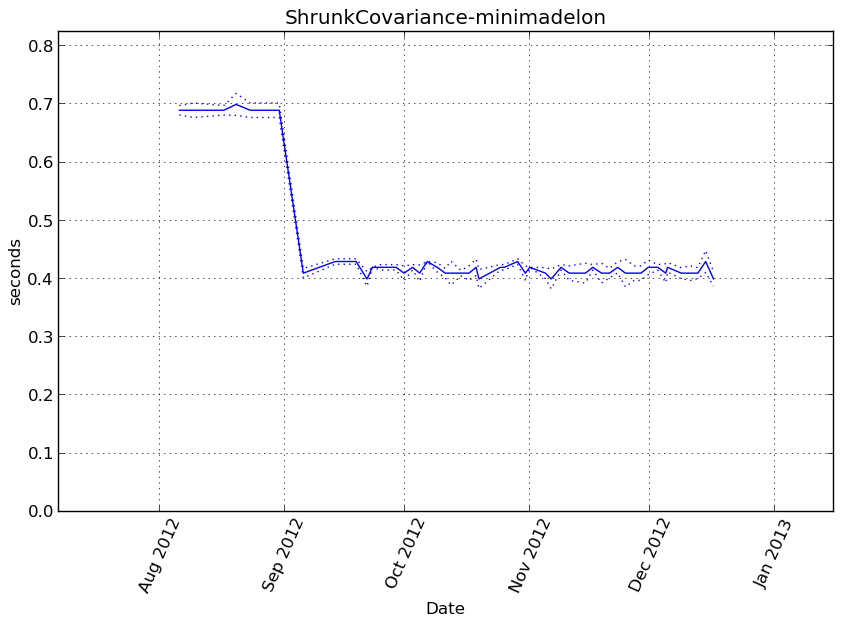 ShrunkCovariance-minimadelon
0.8
0.7
0.6
0.5
0.4
0.3
0.2
0.1
0.0
seconds
Aug 2012
Sep 2012
Oct 2012
Nov 2012
Dec 2012
Jan 2013
Date